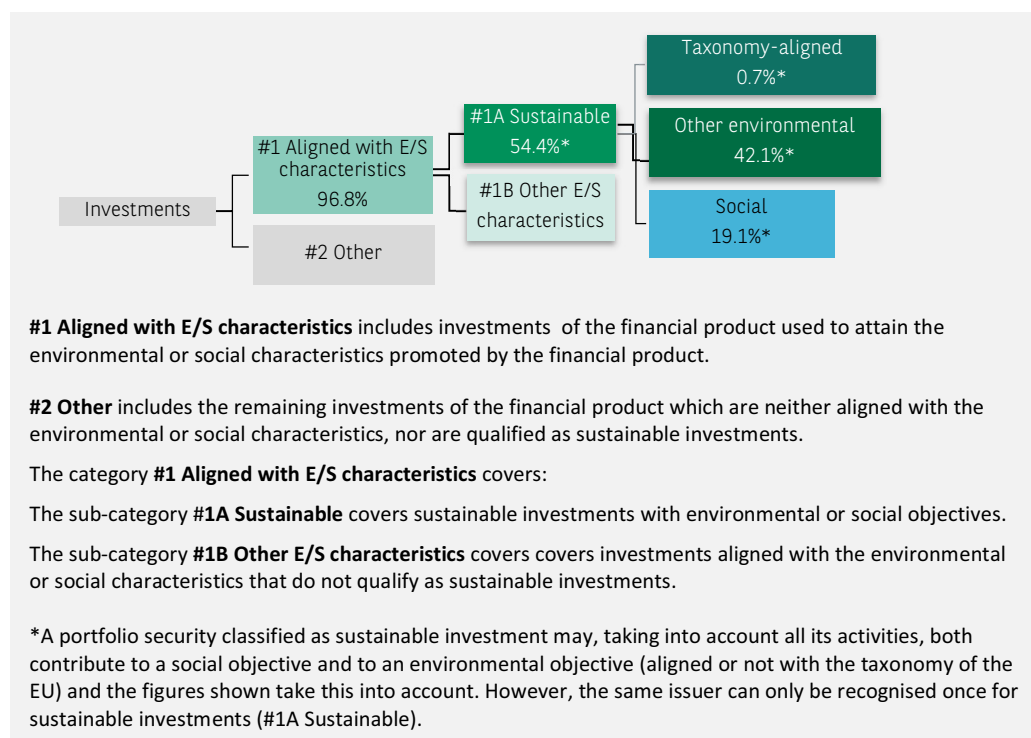 Taxonomy-aligned
0.7%*
#1A Sustainable
54.4%*
Other environmental
42.1%*
#1 Aligned with E/S
characteristics
96.8%
#1B Other E/S
characteristics
Investments
Social
19.1%*
#2 Other
#1 Aligned with E/S characteristics includes investments of the financial product used to attain the
environmental or social characteristics promoted by the financial product.
#2 Other includes the remaining investments of the financial product which are neither aligned with the
environmental or social characteristics, nor are qualified as sustainable investments.
The category #1 Aligned with E/S characteristics covers:
The sub-category #1A Sustainable covers sustainable investments with environmental or social objectives.
The sub-category #1B Other E/S characteristics covers covers investments aligned with the environmental
or social characteristics that do not qualify as sustainable investments.
*A portfolio security classified as sustainable investment may, taking into account all its activities, both
contribute to a social objective and to an environmental objective (aligned or not with the taxonomy of the
EU) and the figures shown take this into account. However, the same issuer can only be recognised once for
sustainable investments (#1A Sustainable).